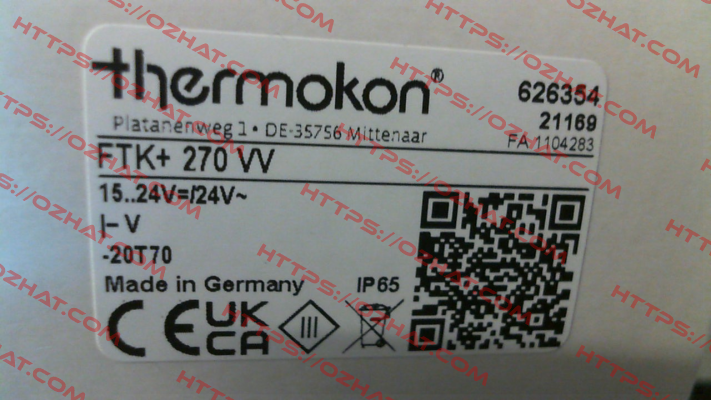 thermokon®
626354
21169
Platanenweg 1 • DE-35756 Mittenaar
FA 1104283
FTK+ 270 VV
15..24V=/24V~
|– V
-20T70
Made in Germany
IP65
CE UK CA
III
HTTPS://OZHAT.COM